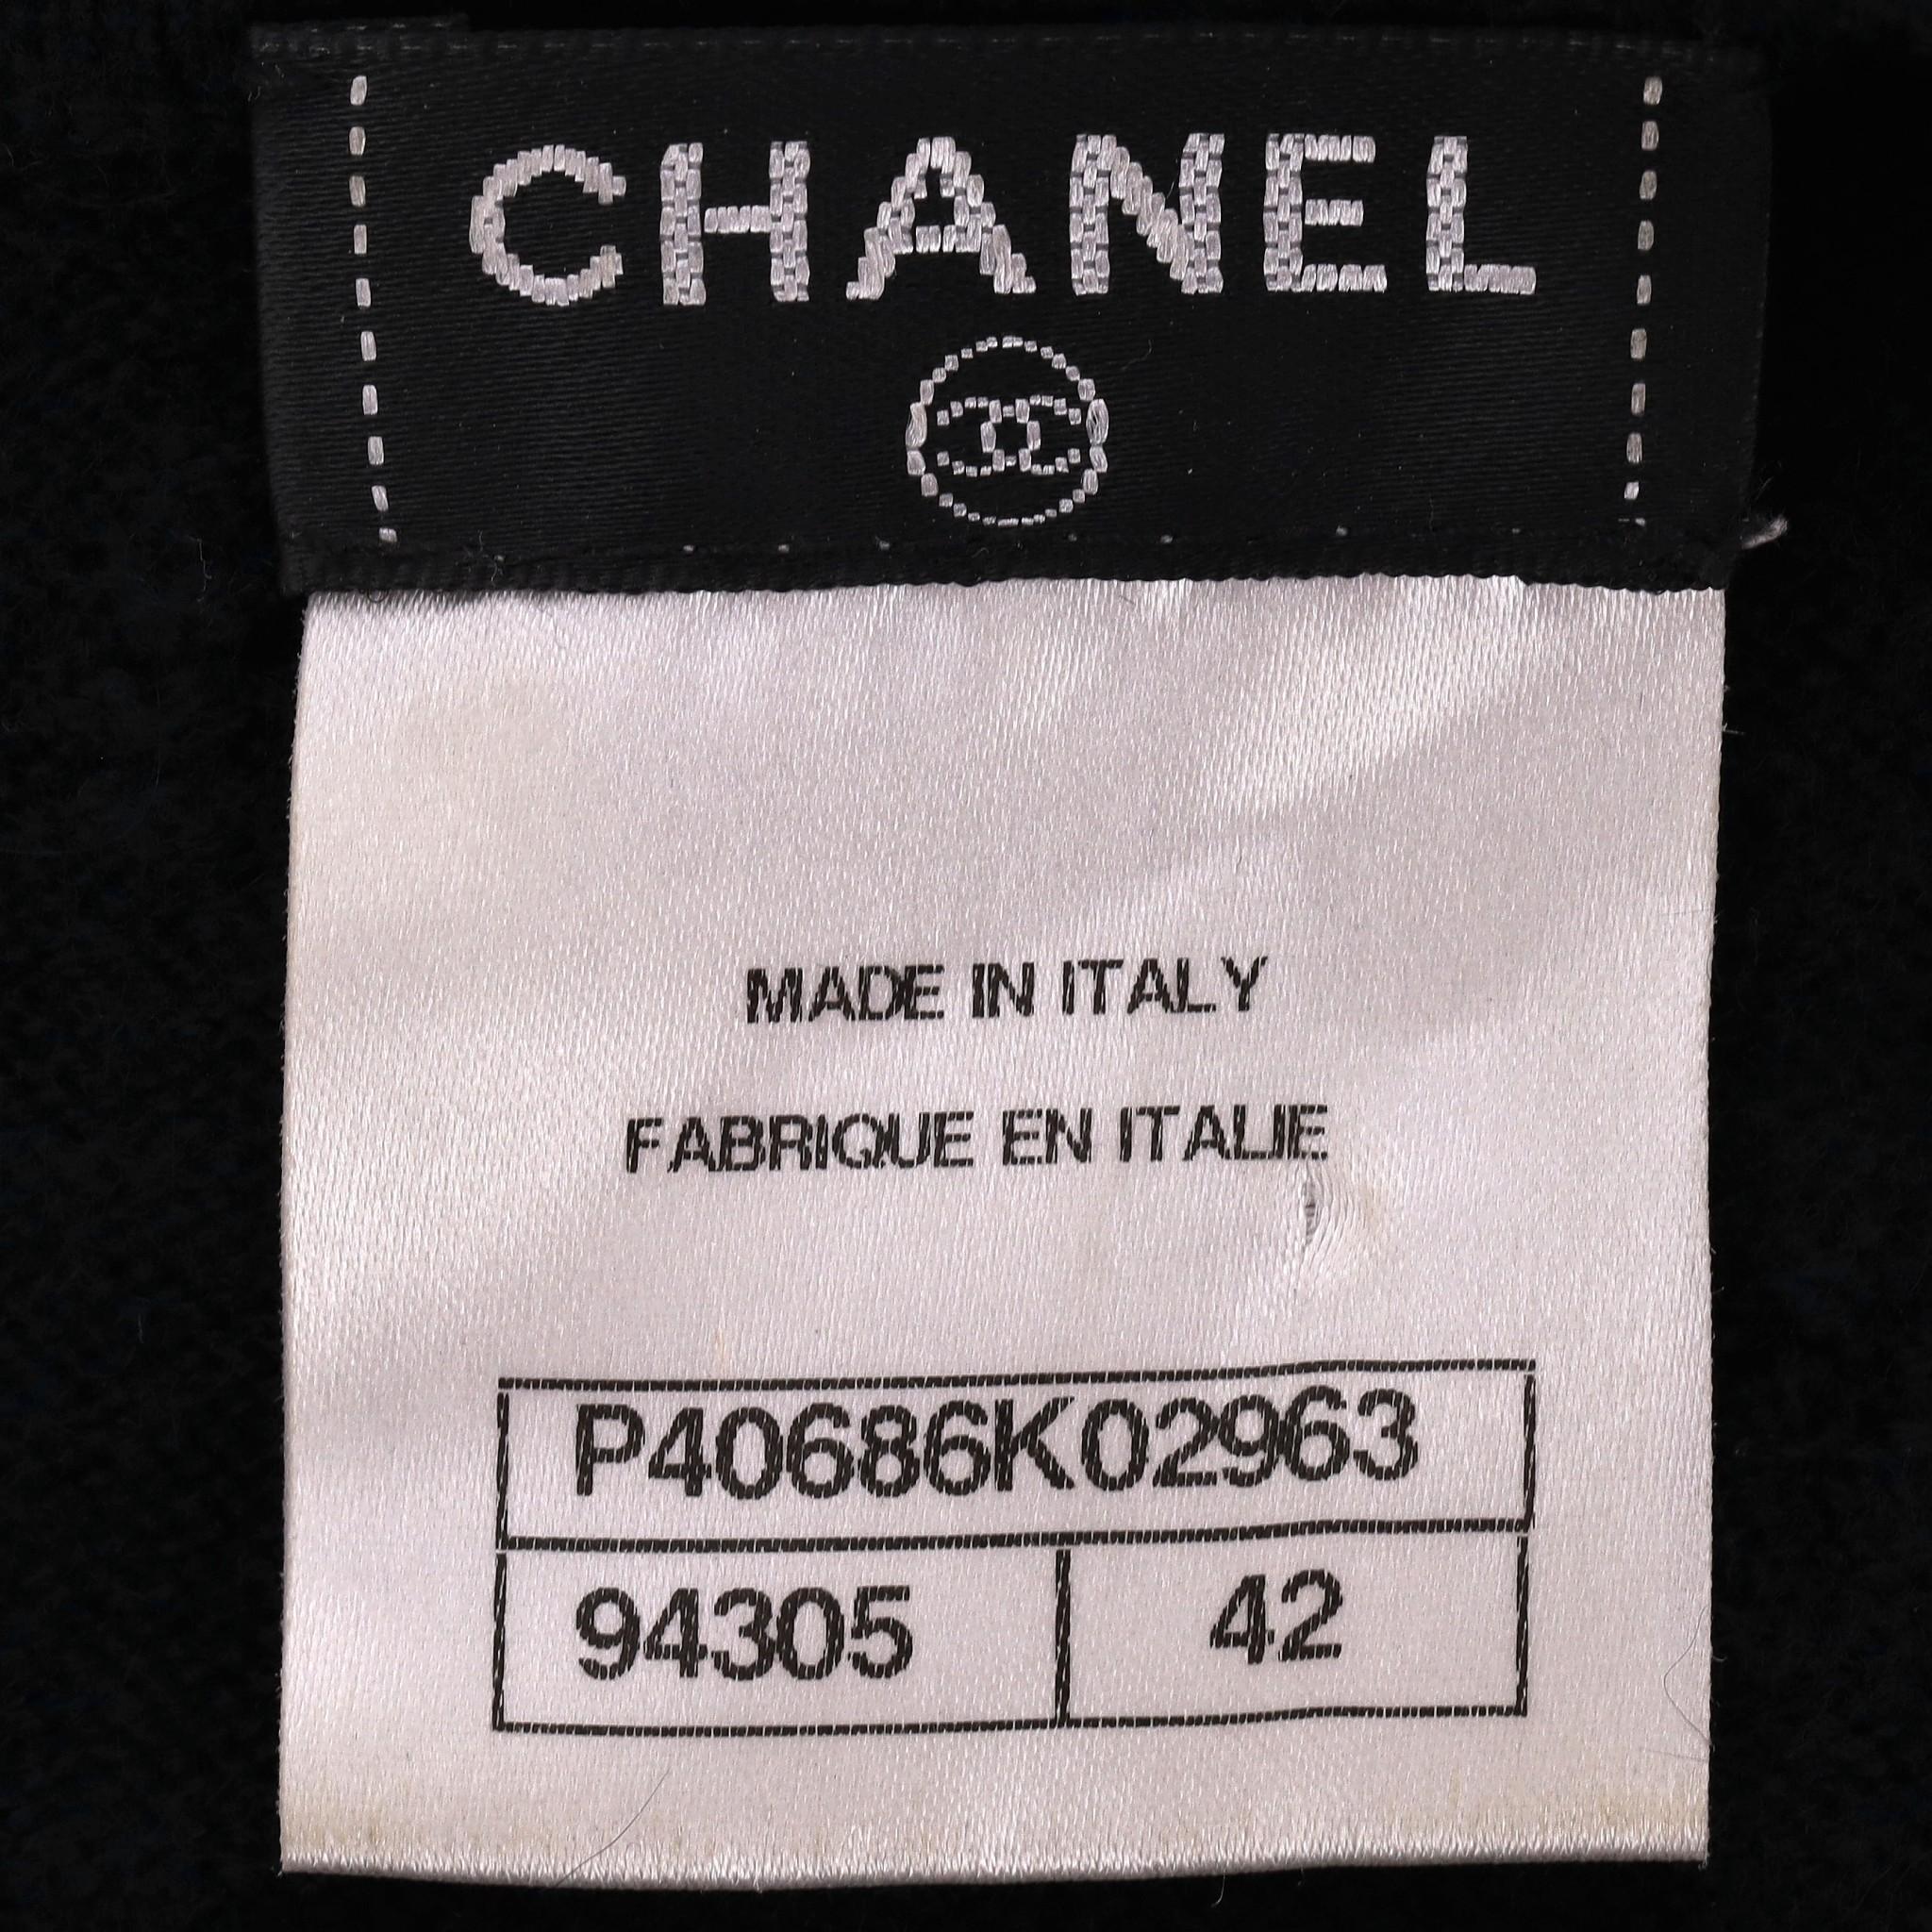 CHANEL
MADE IN ITALY
FABRIQUE EN ITALIE
P40686K02963
94305 42